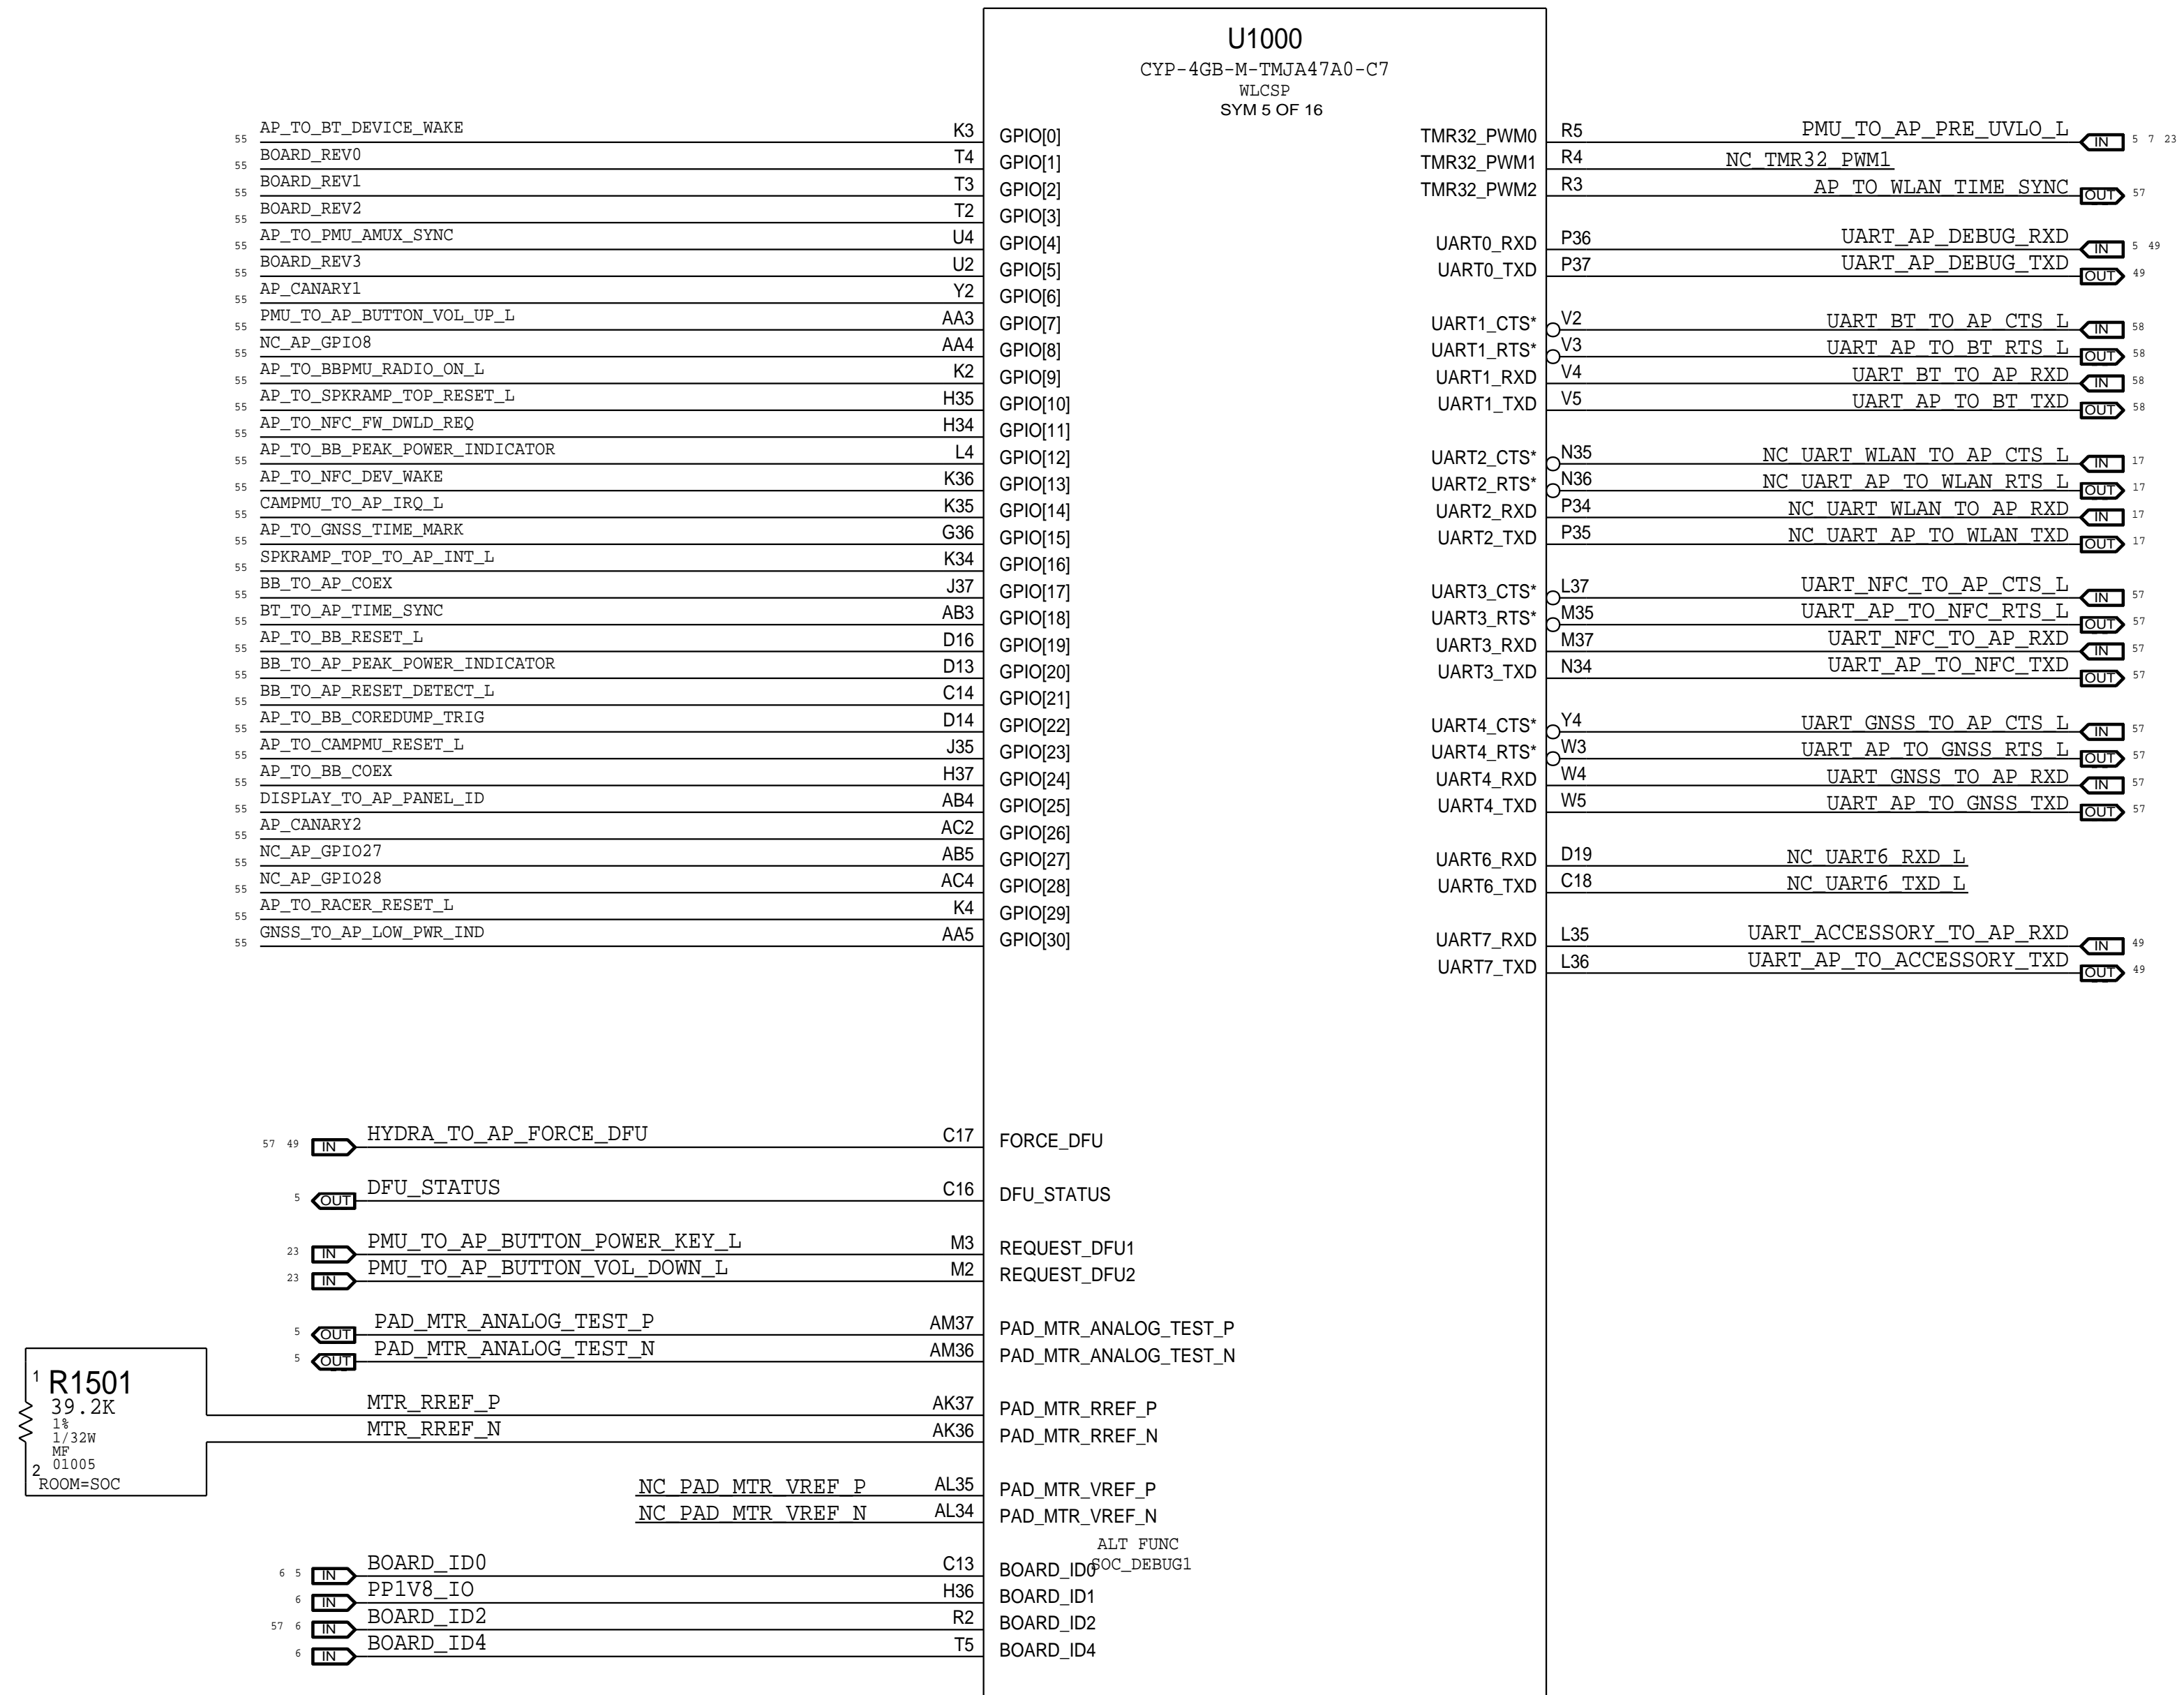 U1000
CYP-4GB-M-TMJA47A0-C7
WLCSP
SYM 5 OF 16
55 AP_TO_BT_DEVICE_WAKE K3 GPIO[0]
55 BOARD_REV0 T4 GPIO[1]
55 BOARD_REV1 T3 GPIO[2]
55 BOARD_REV2 T2 GPIO[3]
55 AP_TO_PMU_AMUX_SYNC U4 GPIO[4]
55 BOARD_REV3 U2 GPIO[5]
55 AP_CANARY1 Y2 GPIO[6]
55 PMU_TO_AP_BUTTON_VOL_UP_L AA3 GPIO[7]
55 NC_AP_GPIO8 AA4 GPIO[8]
55 AP_TO_BBPMU_RADIO_ON_L K2 GPIO[9]
55 AP_TO_SPKRAMP_TOP_RESET_L H35 GPIO[10]
55 AP_TO_NFC_FW_DWLD_REQ H34 GPIO[11]
55 AP_TO_BB_PEAK_POWER_INDICATOR L4 GPIO[12]
55 AP_TO_NFC_DEV_WAKE K36 GPIO[13]
55 CAMPMU_TO_AP_IRQ_L K35 GPIO[14]
55 AP_TO_GNSS_TIME_MARK G36 GPIO[15]
55 SPKRAMP_TOP_TO_AP_INT_L K34 GPIO[16]
55 BB_TO_AP_COEX J37 GPIO[17]
55 BT_TO_AP_TIME_SYNC AB3 GPIO[18]
55 AP_TO_BB_RESET_L D16 GPIO[19]
55 BB_TO_AP_PEAK_POWER_INDICATOR D13 GPIO[20]
55 BB_TO_AP_RESET_DETECT_L C14 GPIO[21]
55 AP_TO_BB_COREDUMP_TRIG D14 GPIO[22]
55 AP_TO_CAMPMU_RESET_L J35 GPIO[23]
55 AP_TO_BB_COEX H37 GPIO[24]
55 DISPLAY_TO_AP_PANEL_ID AB4 GPIO[25]
55 AP_CANARY2 AC2 GPIO[26]
55 NC_AP_GPIO27 AB5 GPIO[27]
55 NC_AP_GPIO28 AC4 GPIO[28]
55 AP_TO_RACER_RESET_L K4 GPIO[29]
55 GNSS_TO_AP_LOW_PWR_IND AA5 GPIO[30]
TMR32_PWM0 R5 PMU_TO_AP_PRE_UVLO_L IN 5 7 23
TMR32_PWM1 R4 NC_TMR32_PWM1
TMR32_PWM2 R3 AP_TO_WLAN_TIME_SYNC OUT 57
UART0_RXD P36 UART_AP_DEBUG_RXD IN 5 49
UART0_TXD P37 UART_AP_DEBUG_TXD OUT 49
UART1_CTS* V2 UART_BT_TO_AP_CTS_L IN 58
UART1_RTS* V3 UART_AP_TO_BT_RTS_L OUT 58
UART1_RXD V4 UART_BT_TO_AP_RXD IN 58
UART1_TXD V5 UART_AP_TO_BT_TXD OUT 58
UART2_CTS* N35 NC_UART_WLAN_TO_AP_CTS_L IN 17
UART2_RTS* N36 NC_UART_AP_TO_WLAN_RTS_L OUT 17
UART2_RXD P34 NC_UART_WLAN_TO_AP_RXD IN 17
UART2_TXD P35 NC_UART_AP_TO_WLAN_TXD OUT 17
UART3_CTS* L37 UART_NFC_TO_AP_CTS_L IN 57
UART3_RTS* M35 UART_AP_TO_NFC_RTS_L OUT 57
UART3_RXD M37 UART_NFC_TO_AP_RXD IN 57
UART3_TXD N34 UART_AP_TO_NFC_TXD OUT 57
UART4_CTS* Y4 UART_GNSS_TO_AP_CTS_L IN 57
UART4_RTS* W3 UART_AP_TO_GNSS_RTS_L OUT 57
UART4_RXD W4 UART_GNSS_TO_AP_RXD IN 57
UART4_TXD W5 UART_AP_TO_GNSS_TXD OUT 57
UART6_RXD D19 NC_UART6_RXD_L
UART6_TXD C18 NC_UART6_TXD_L
UART7_RXD L35 UART_ACCESSORY_TO_AP_RXD IN 49
UART7_TXD L36 UART_AP_TO_ACCESSORY_TXD OUT 49
57 49 IN HYDRA_TO_AP_FORCE_DFU C17 FORCE_DFU
5 OUT DFU_STATUS C16 DFU_STATUS
23 IN PMU_TO_AP_BUTTON_POWER_KEY_L M3 REQUEST_DFU1
23 IN PMU_TO_AP_BUTTON_VOL_DOWN_L M2 REQUEST_DFU2
5 OUT PAD_MTR_ANALOG_TEST_P AM37 PAD_MTR_ANALOG_TEST_P
5 OUT PAD_MTR_ANALOG_TEST_N AM36 PAD_MTR_ANALOG_TEST_N
1 R1501
39.2K
1%
1/32W
MF
2 01005
ROOM=SOC
MTR_RREF_P AK37 PAD_MTR_RREF_P
MTR_RREF_N AK36 PAD_MTR_RREF_N
NC_PAD_MTR_VREF_P AL35 PAD_MTR_VREF_P
NC_PAD_MTR_VREF_N AL34 PAD_MTR_VREF_N
ALT FUNC
SOC_DEBUG1
6 5 IN BOARD_ID0 C13 BOARD_ID0
6 IN PP1V8_IO H36 BOARD_ID1
57 6 IN BOARD_ID2 R2 BOARD_ID2
6 IN BOARD_ID4 T5 BOARD_ID4